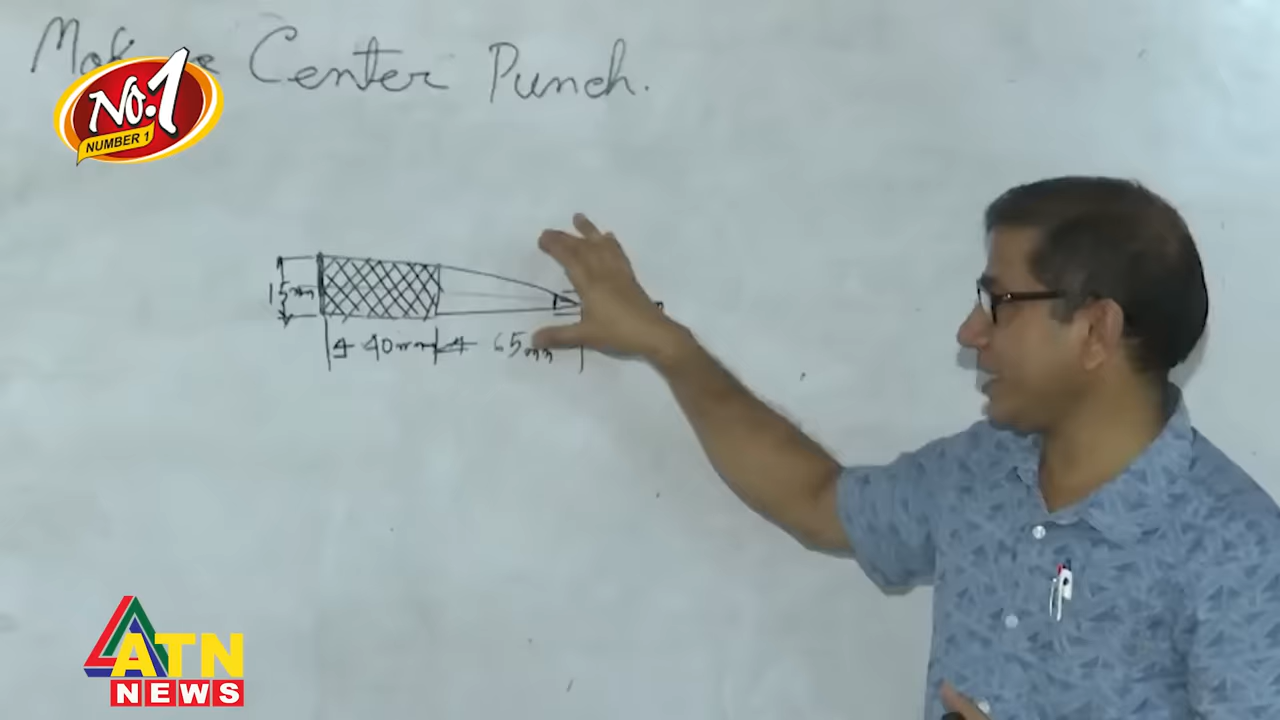 Center Punch.
No.1
NUMBER 1
15mm
40mm
65mm
ATN
NEWS